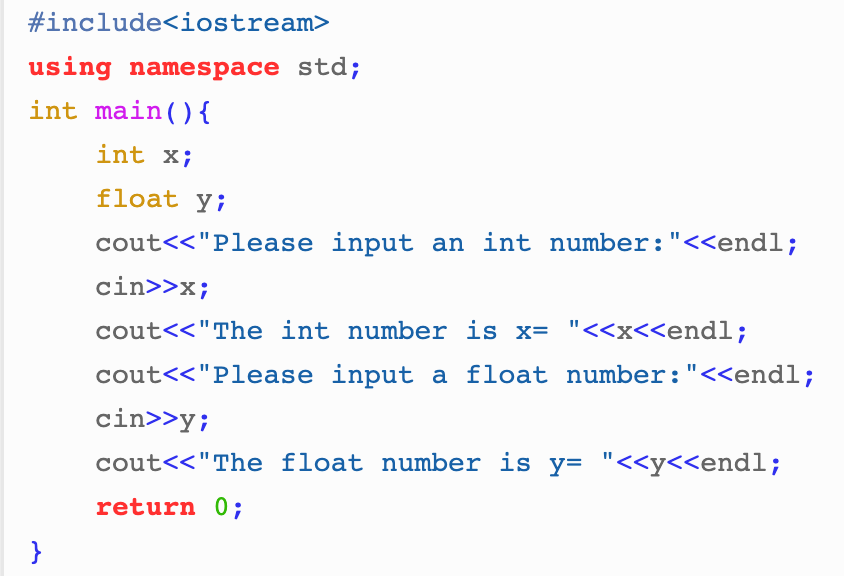 #include<iostream>
using namespace std;
int main(){
    int x;
    float y;
    cout<<"Please input an int number:"<<endl;
    cin>>x;
    cout<<"The int number is x= "<<x<<endl;
    cout<<"Please input a float number:"<<endl;
    cin>>y;
    cout<<"The float number is y= "<<y<<endl;
    return 0;
}